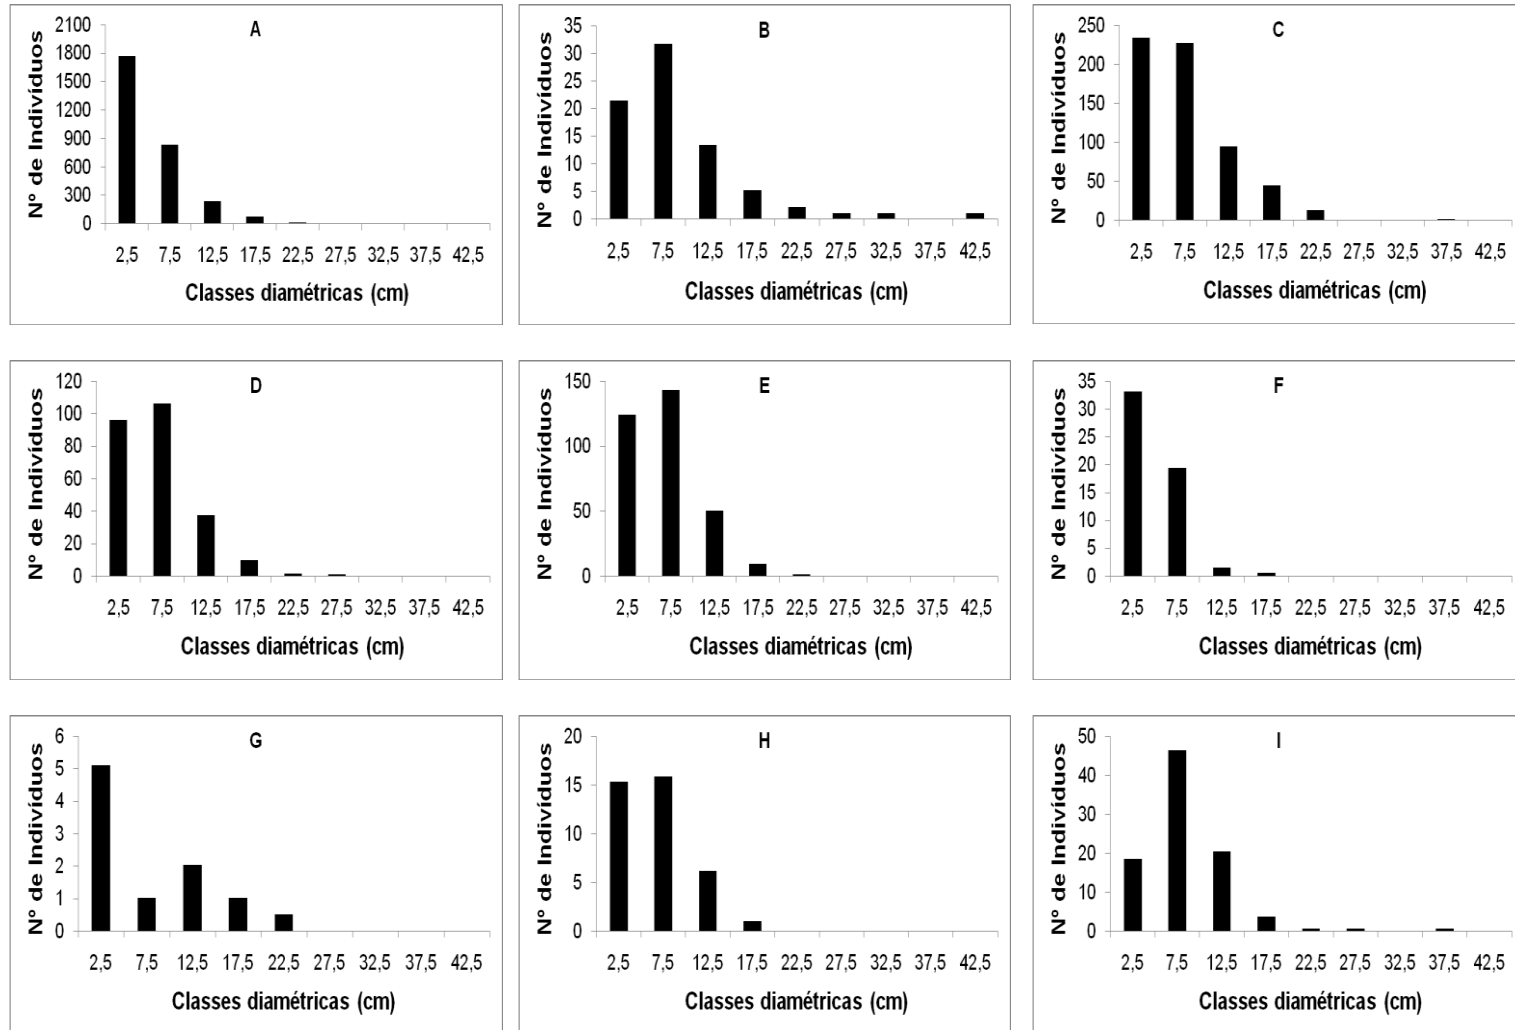 A
Nº de Indivíduos
2100
1800
1500
1200
900
600
300
0
2,5 7,5 12,5 17,5 22,5 27,5 32,5 37,5 42,5
Classes diamétricas (cm)
B
Nº de Indivíduos
35
30
25
20
15
10
5
0
2,5 7,5 12,5 17,5 22,5 27,5 32,5 37,5 42,5
Classes diamétricas (cm)
C
Nº de Indivíduos
250
200
150
100
50
0
2,5 7,5 12,5 17,5 22,5 27,5 32,5 37,5 42,5
Classes diamétricas (cm)
D
Nº de Indivíduos
120
100
80
60
40
20
0
2,5 7,5 12,5 17,5 22,5 27,5 32,5 37,5 42,5
Classes diamétricas (cm)
E
Nº de Indivíduos
150
100
50
0
2,5 7,5 12,5 17,5 22,5 27,5 32,5 37,5 42,5
Classes diamétricas (cm)
F
Nº de Indivíduos
35
30
25
20
15
10
5
0
2,5 7,5 12,5 17,5 22,5 27,5 32,5 37,5 42,5
Classes diamétricas (cm)
G
Nº de Indivíduos
6
5
4
3
2
1
0
2,5 7,5 12,5 17,5 22,5 27,5 32,5 37,5 42,5
Classes diamétricas (cm)
H
Nº de Indivíduos
20
15
10
5
0
2,5 7,5 12,5 17,5 22,5 27,5 32,5 37,5 42,5
Classes diamétricas (cm)
I
Nº de Indivíduos
50
40
30
20
10
0
2,5 7,5 12,5 17,5 22,5 27,5 32,5 37,5 42,5
Classes diamétricas (cm)